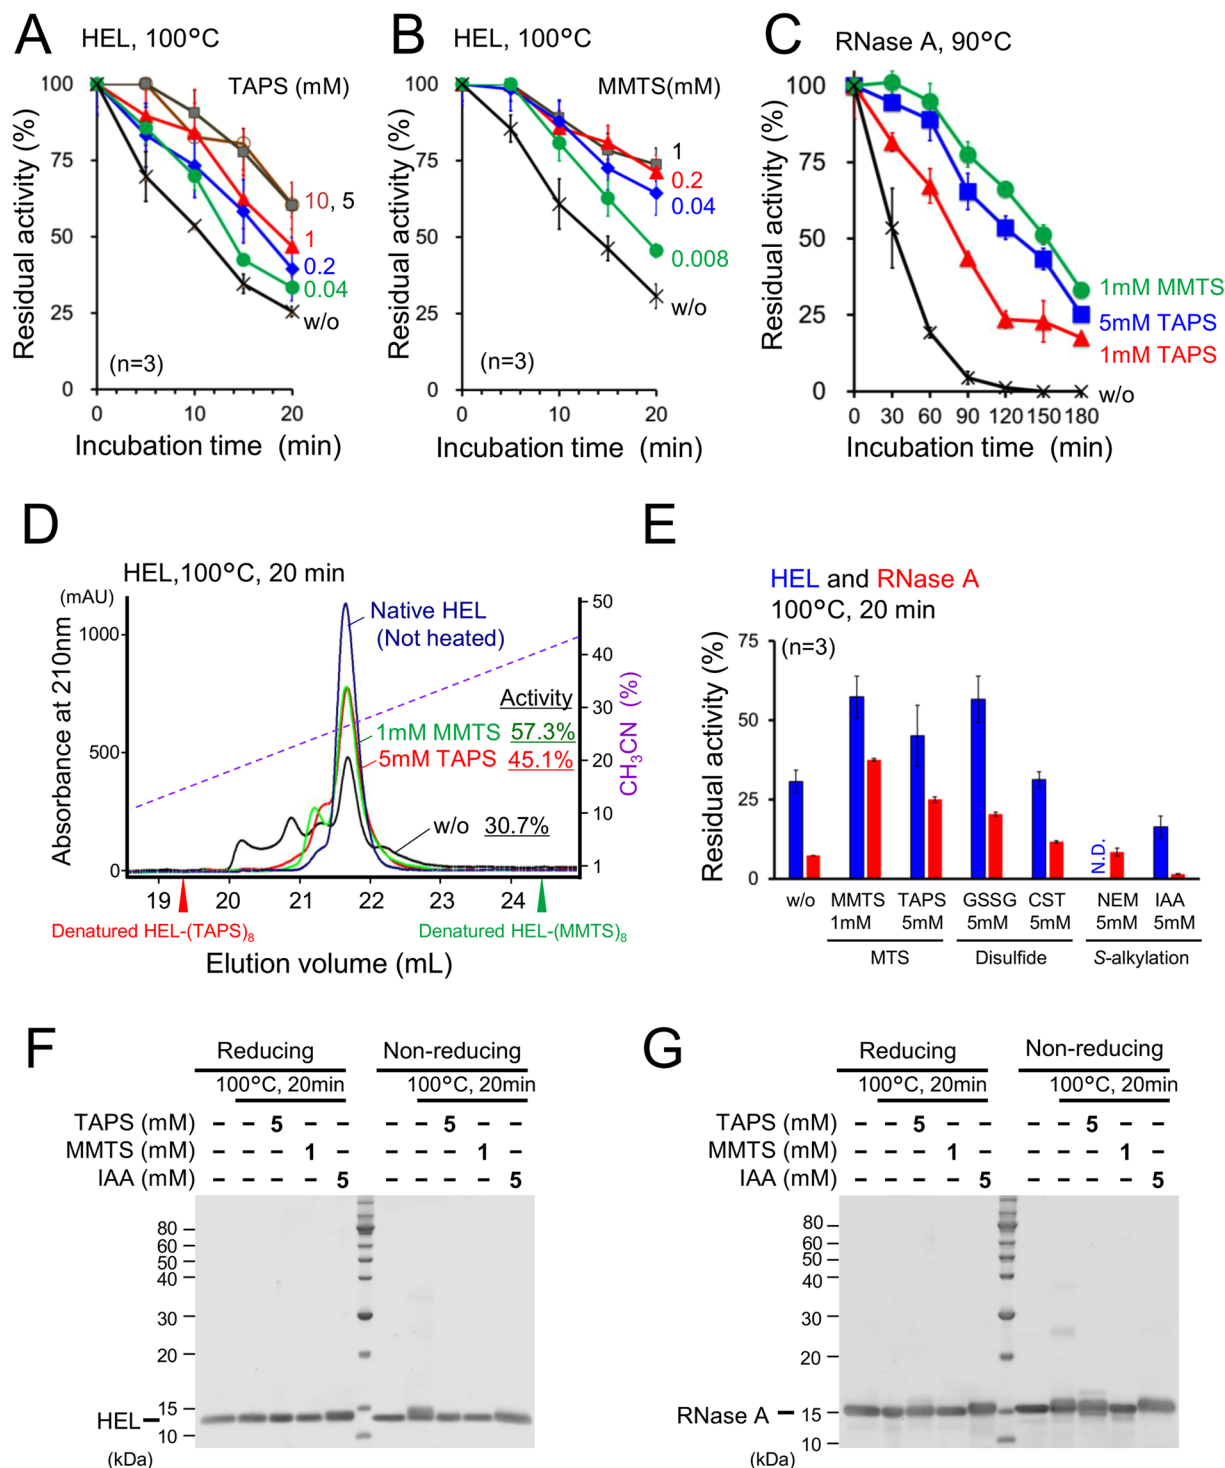 A
HEL, 100°C
TAPS (mM)
Residual activity (%)
100
75
50
25
0
10, 5
1
0.2
0.04
w/o
(n=3)
0 10 20
Incubation time (min)
B
HEL, 100°C
MMTS(mM)
Residual activity (%)
100
75
50
25
0
1
0.2
0.04
0.008
w/o
(n=3)
0 10 20
Incubation time (min)
C
RNase A, 90°C
Residual activity (%)
100
75
50
25
0
1mM MMTS
5mM TAPS
1mM TAPS
w/o
0 30 60 90 120 150 180
Incubation time (min)
D
HEL,100°C, 20 min
(mAU)
Absorbance at 210nm
1000
500
0
Native HEL
(Not heated)
Activity
1mM MMTS 57.3%
5mM TAPS 45.1%
w/o 30.7%
50
40
30
20
10
1
CH3CN (%)
19 20 21 22 23 24
Denatured HEL-(TAPS)8
Denatured HEL-(MMTS)8
Elution volume (mL)
E
HEL and RNase A
100°C, 20 min
(n=3)
Residual activity (%)
75
50
25
0
N.D.
w/o MMTS TAPS GSSG CST NEM IAA
1mM 5mM 5mM 5mM 5mM 5mM
MTS Disulfide S-alkylation
F
Reducing Non-reducing
100°C, 20min 100°C, 20min
TAPS (mM) – – 5 – – – – 5 – –
MMTS (mM) – – – 1 – – – – 1 –
IAA (mM) – – – – 5 – – – – 5
80
60
50
40
30
20
15
HEL
10
(kDa)
G
Reducing Non-reducing
100°C, 20min 100°C, 20min
TAPS (mM) – – 5 – – – – 5 – –
MMTS (mM) – – – 1 – – – – 1 –
IAA (mM) – – – – 5 – – – – 5
80
60
50
40
30
20
RNase A
15
10
(kDa)